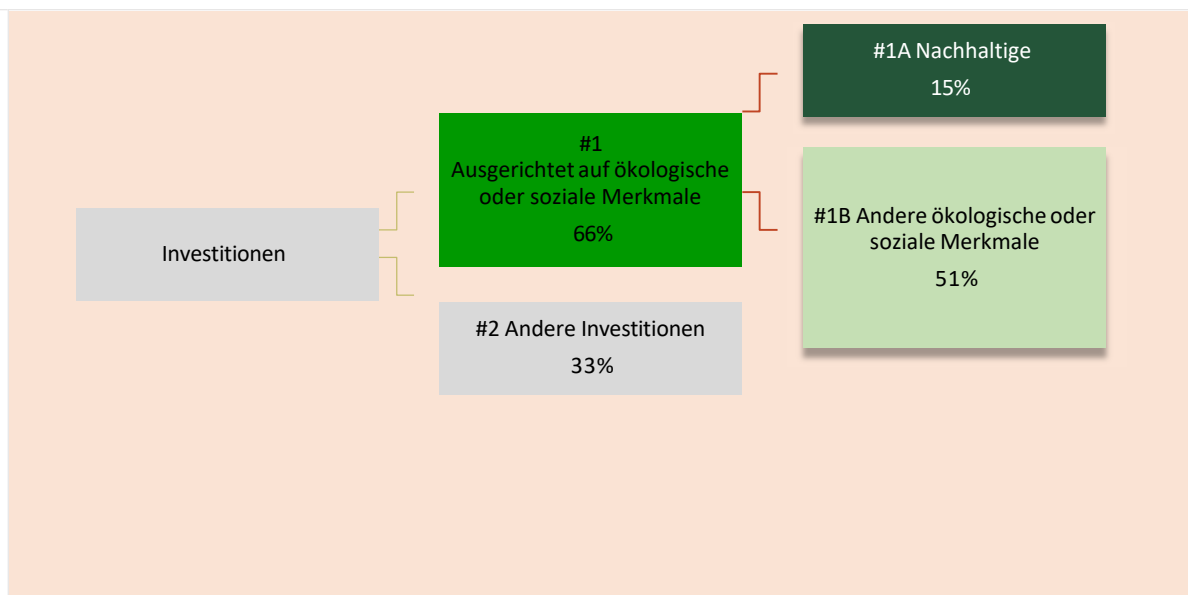 Investitionen
#1
Ausgerichtet auf ökologische
oder soziale Merkmale
66%
#2 Andere Investitionen
33%
#1A Nachhaltige
15%
#1B Andere ökologische oder
soziale Merkmale
51%